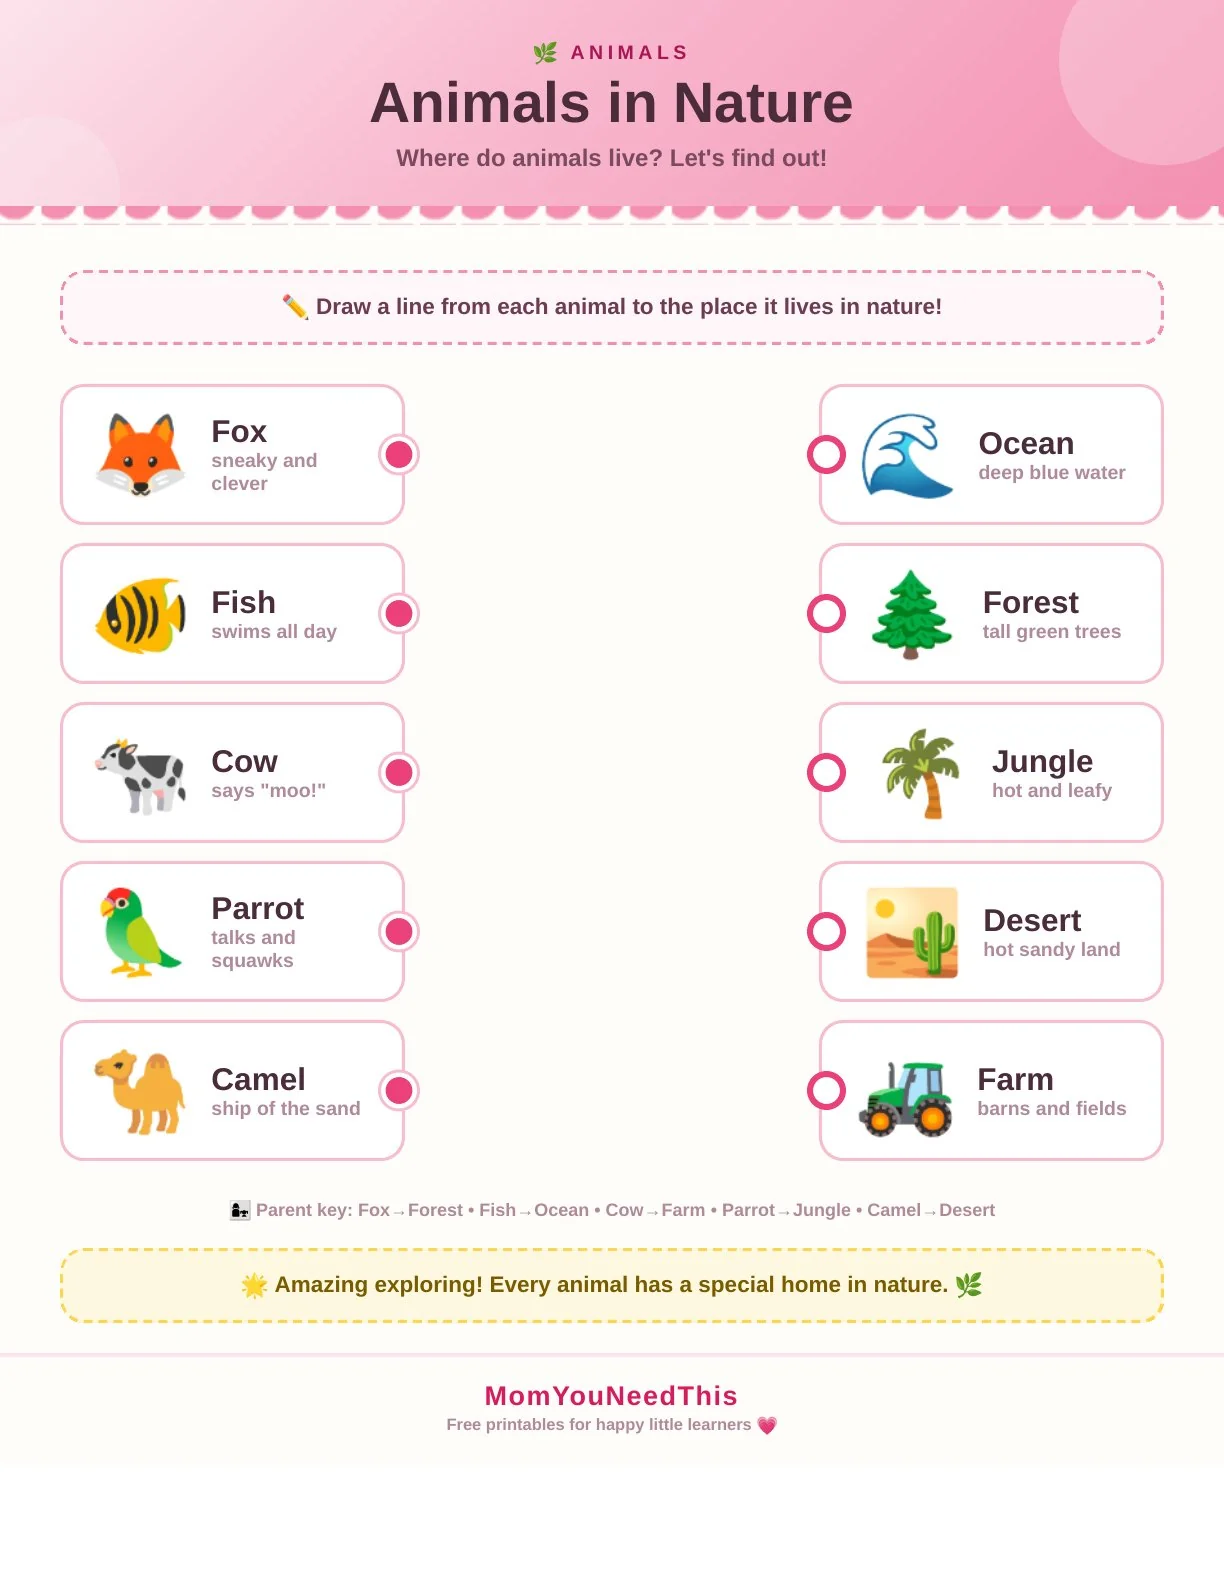 🌿 ANIMALS
Animals in Nature
Where do animals live? Let's find out!
✏️ Draw a line from each animal to the place it lives in nature!
Fox
sneaky and
clever
Ocean
deep blue water
Fish
swims all day
Forest
tall green trees
Cow
says "moo!"
Jungle
hot and leafy
Parrot
talks and
squawks
Desert
hot sandy land
Camel
ship of the sand
Farm
barns and fields
Parent key: Fox→Forest • Fish→Ocean • Cow→Farm • Parrot→Jungle • Camel→Desert
🌟 Amazing exploring! Every animal has a special home in nature. 🌿
MomYouNeedThis
Free printables for happy little learners 💗